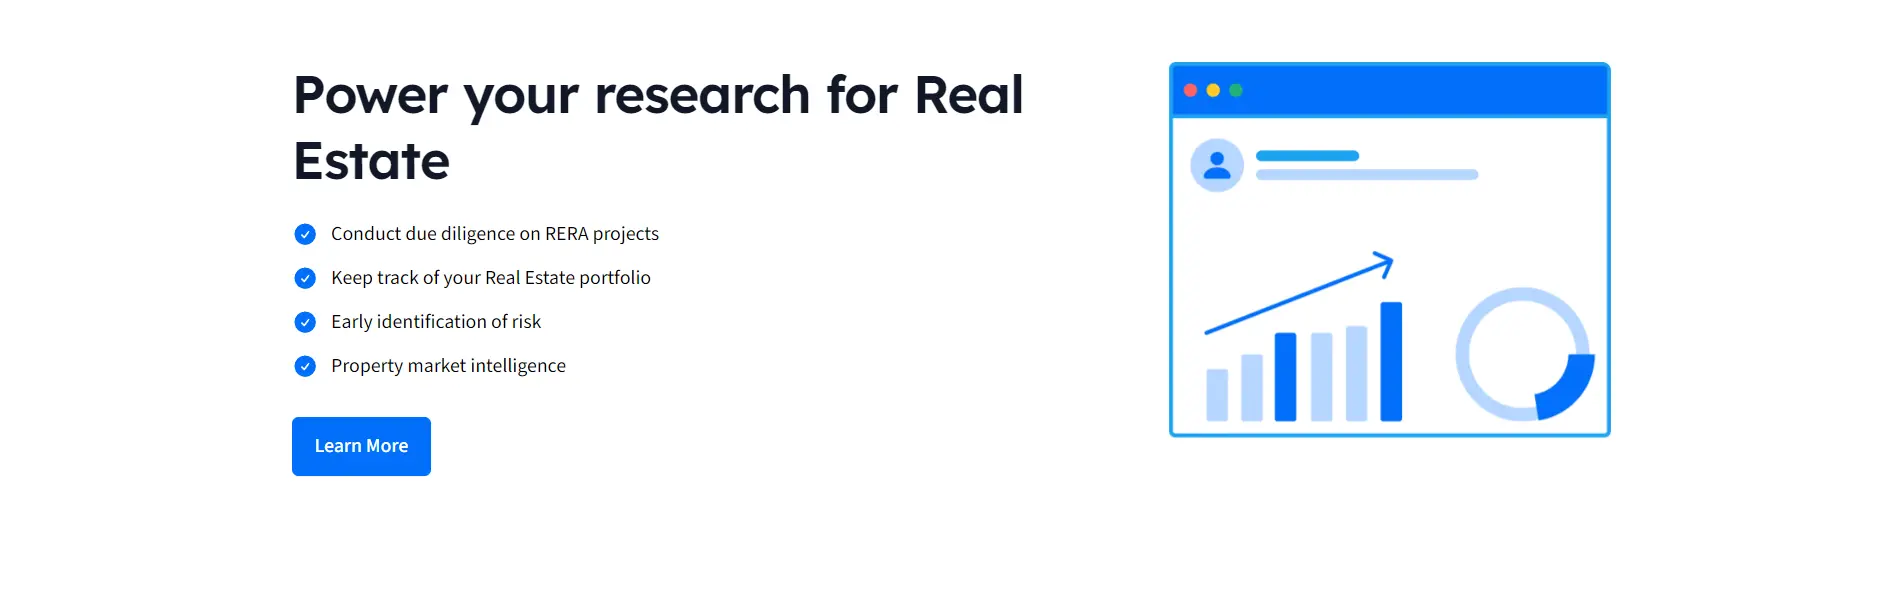 Power your research for Real
Estate
Conduct due diligence on RERA projects
Keep track of your Real Estate portfolio
Early identification of risk
Property market intelligence
Learn More